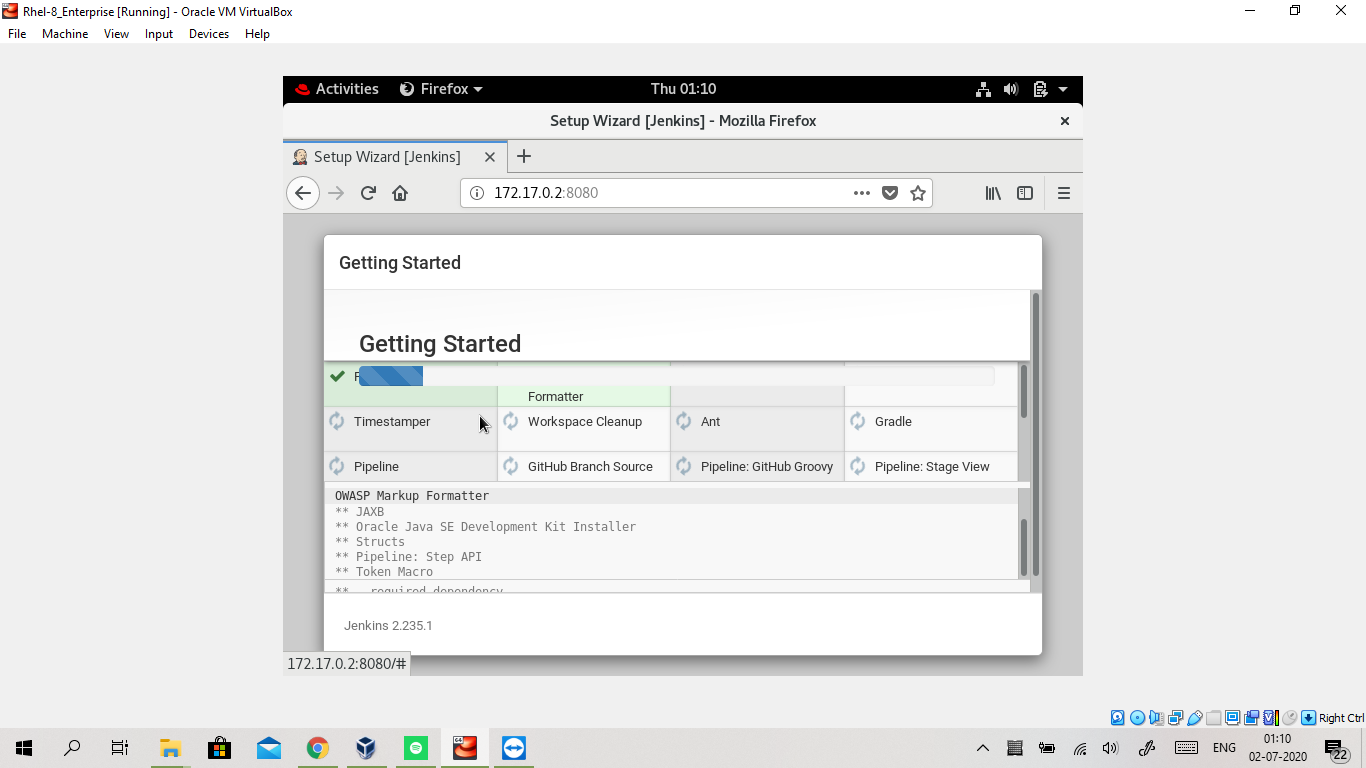 Rhel-8_Enterprise [Running] - Oracle VM VirtualBox
File Machine View Input Devices Help
Activities Firefox Thu 01:10
Setup Wizard [Jenkins] - Mozilla Firefox
Setup Wizard [Jenkins]
172.17.0.2:8080
Getting Started
Getting Started
F
Formatter
Timestamper Workspace Cleanup Ant Gradle
Pipeline GitHub Branch Source Pipeline: GitHub Groovy Pipeline: Stage View
OWASP Markup Formatter
** JAXB
** Oracle Java SE Development Kit Installer
** Structs
** Pipeline: Step API
** Token Macro
** - required dependency
Jenkins 2.235.1
172.17.0.2:8080/#
Right Ctrl
ENG 01:10
02-07-2020
22